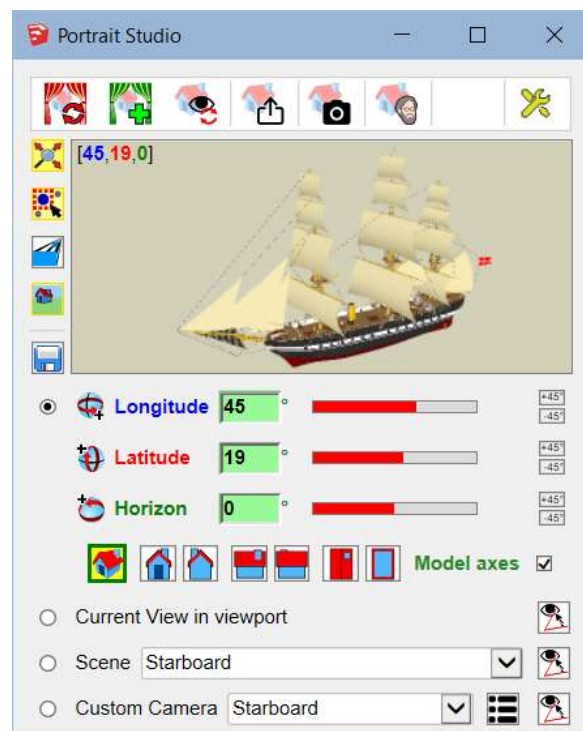 Portrait Studio
[45,19,0]
Longitude 45 ° +45° -45°
Latitude 19 ° +45° -45°
Horizon 0 ° +45° -45°
Model axes
Current View in viewport
Scene Starboard
Custom Camera Starboard